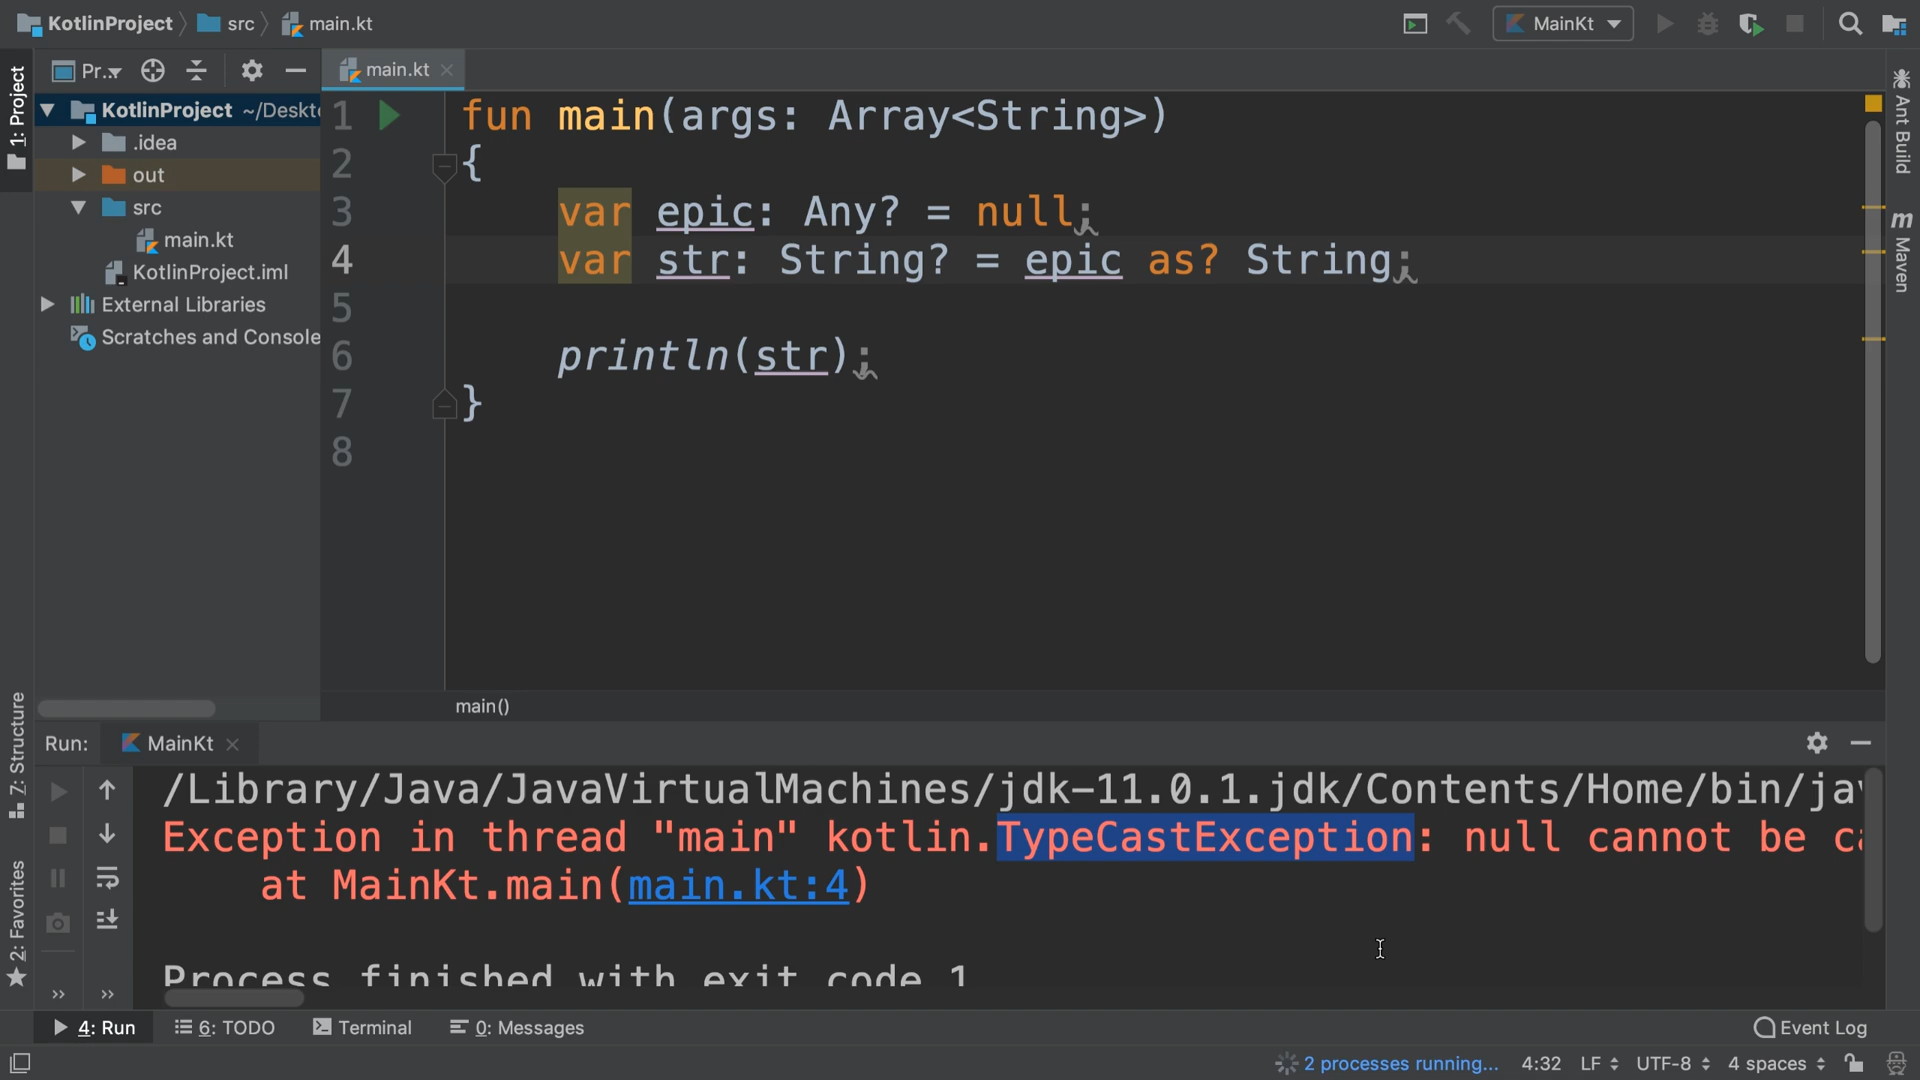 KotlinProject src main.kt MainKt
1: Project
Pr... main.kt
KotlinProject ~/Deskt
.idea
out
src
main.kt
KotlinProject.iml
External Libraries
Scratches and Console
1 fun main(args: Array<String>)
2 {
3 var epic: Any? = null;
4 var str: String? = epic as? String;
5
6 println(str);
7 }
8
main()
Ant Build
m Maven
7: Structure
2: Favorites
Run: MainKt
/Library/Java/JavaVirtualMachines/jdk-11.0.1.jdk/Contents/Home/bin/jav
Exception in thread "main" kotlin.TypeCastException: null cannot be ca
at MainKt.main(main.kt:4)
Process finished with exit code 1
4: Run 6: TODO Terminal 0: Messages Event Log
2 processes running... 4:32 LF UTF-8 4 spaces